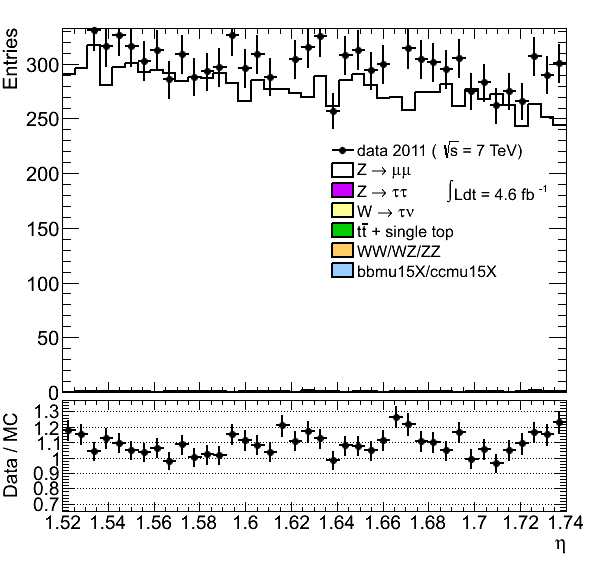 Entries
300
250
200
150
100
50
0
data 2011 ( √s = 7 TeV)
Z → μμ
Z → ττ
∫Ldt = 4.6 fb⁻¹
W → τν
tt̄ + single top
WW/WZ/ZZ
bbmu15X/ccmu15X
Data / MC
1.3
1.2
1.1
1
0.9
0.8
0.7
1.52 1.54 1.56 1.58 1.6 1.62 1.64 1.66 1.68 1.7 1.72 1.74
η